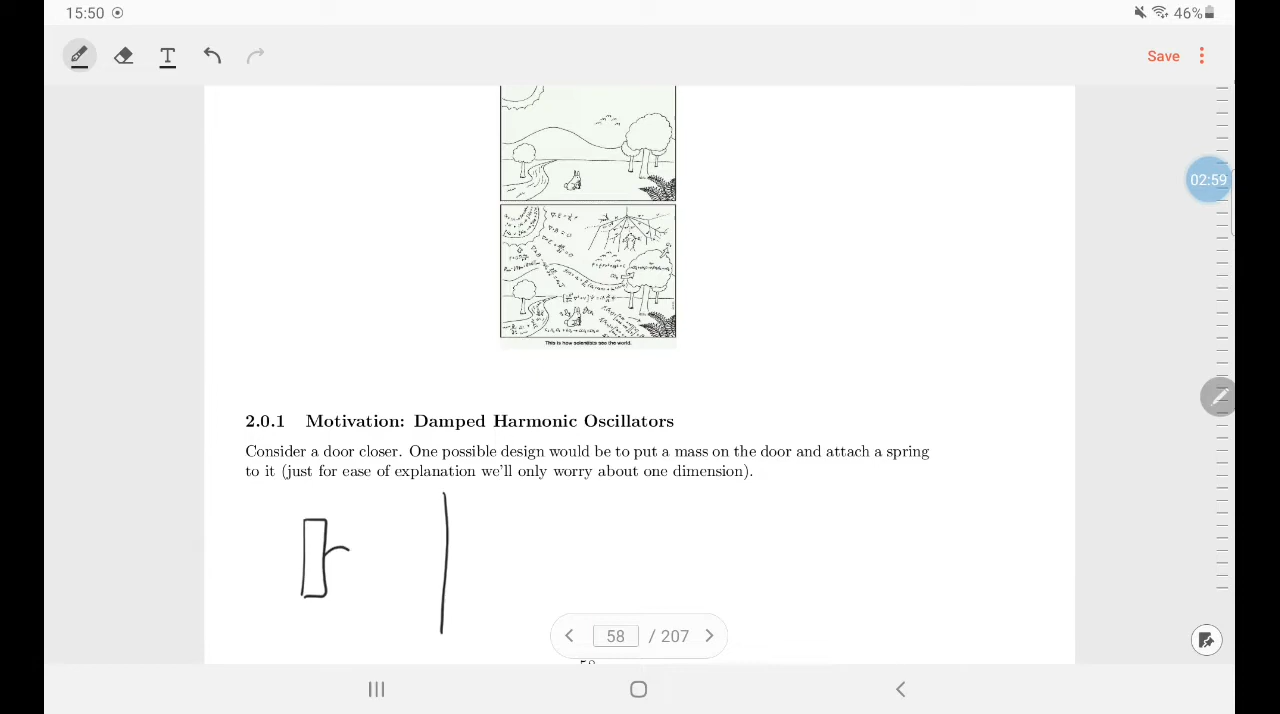 15:50
46%
T
Save
02:59
This is how scientists see the world.
2.0.1 Motivation: Damped Harmonic Oscillators
Consider a door closer. One possible design would be to put a mass on the door and attach a spring
to it (just for ease of explanation we'll only worry about one dimension).
58 / 207
58